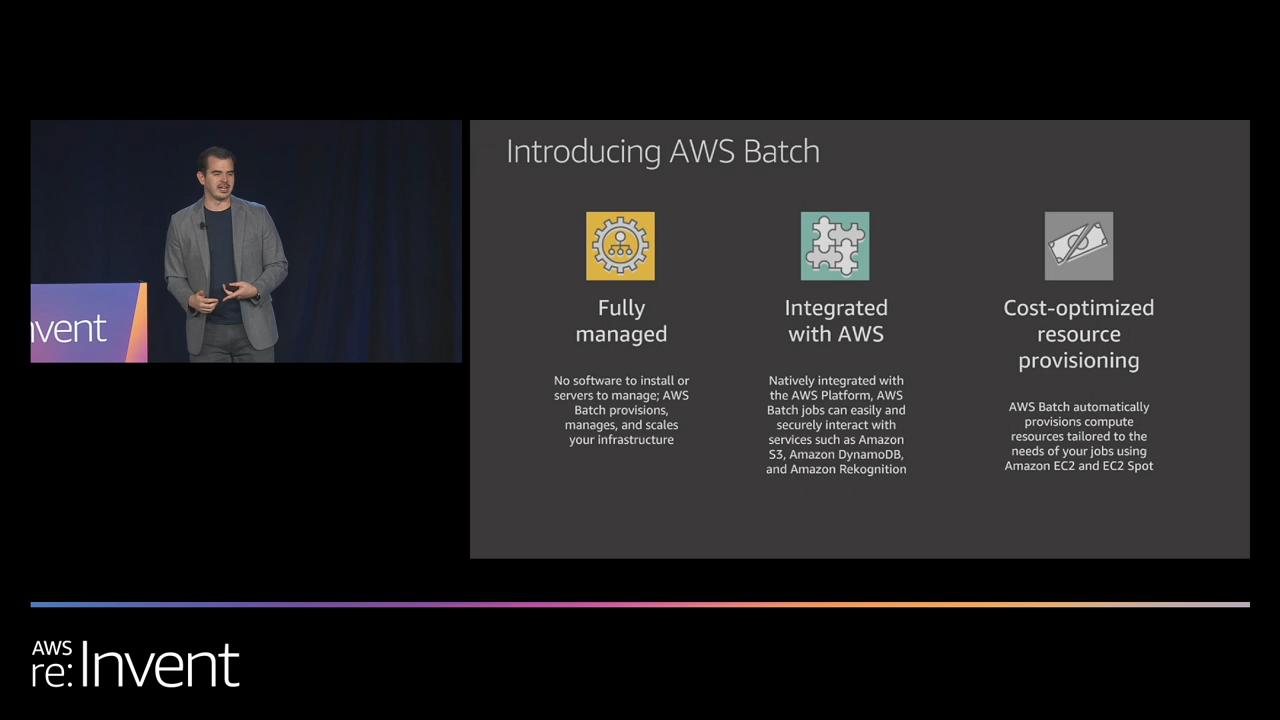 Introducing AWS Batch
Fully
managed
No software to install or
servers to manage; AWS
Batch provisions,
manages, and scales
your infrastructure
Integrated
with AWS
Natively integrated with
the AWS Platform, AWS
Batch jobs can easily and
securely interact with
services such as Amazon
S3, Amazon DynamoDB,
and Amazon Rekognition
Cost-optimized
resource
provisioning
AWS Batch automatically
provisions compute
resources tailored to the
needs of your jobs using
Amazon EC2 and EC2 Spot
nvent
AWS
re:Invent